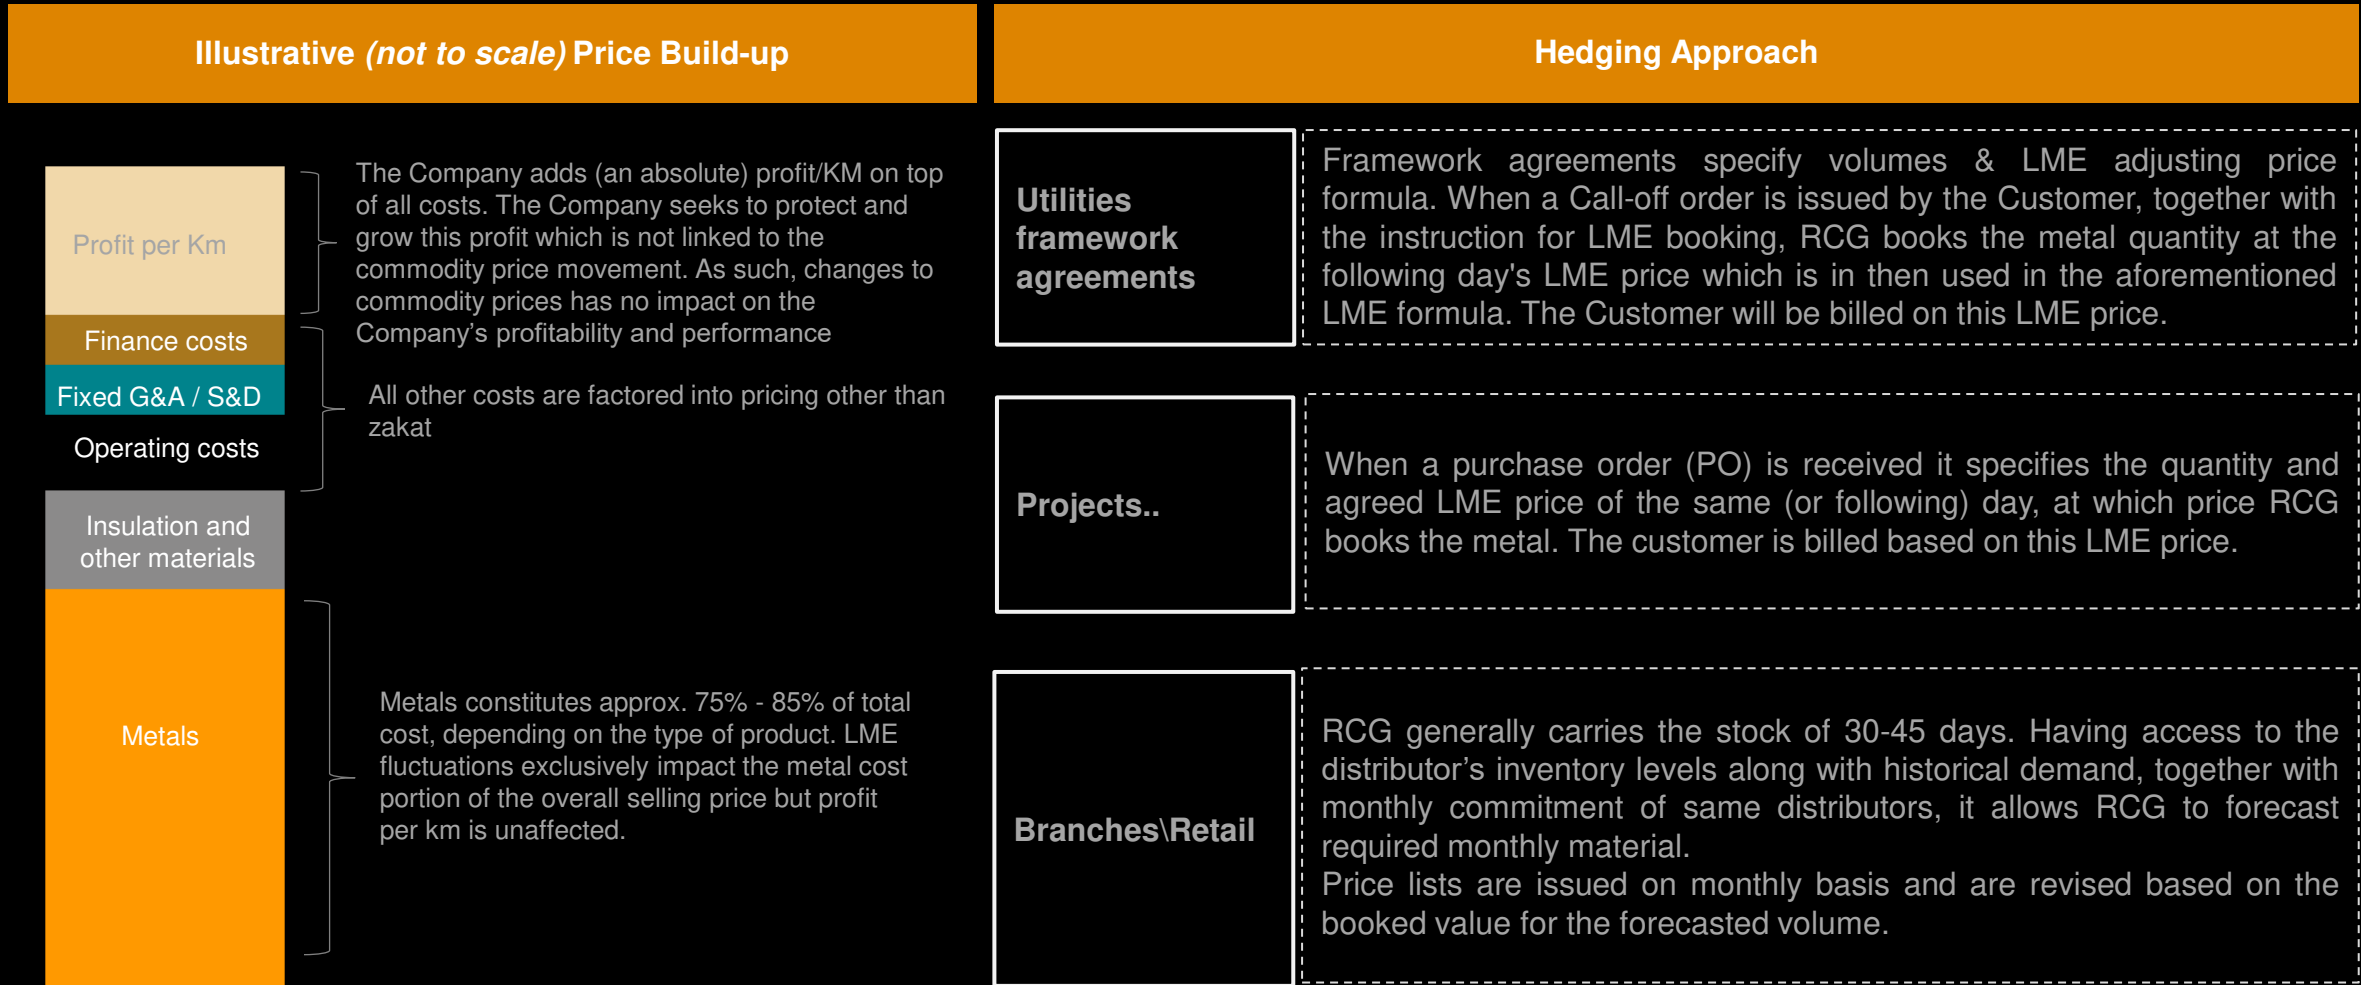 Illustrative (not to scale) Price Build-up
Profit per Km
Finance costs
Fixed G&A / S&D
Operating costs
Insulation and
other materials
Metals
The Company adds (an absolute) profit/KM on top
of all costs. The Company seeks to protect and
grow this profit which is not linked to the
commodity price movement. As such, changes to
commodity prices has no impact on the
Company's profitability and performance
All other costs are factored into pricing other than
zakat
Metals constitutes approx. 75% - 85% of total
cost, depending on the type of product. LME
fluctuations exclusively impact the metal cost
portion of the overall selling price but profit
per km is unaffected.
Hedging Approach
Utilities
framework
agreements
Framework agreements specify volumes & LME adjusting price
formula. When a Call-off order is issued by the Customer, together with
the instruction for LME booking, RCG books the metal quantity at the
following day's LME price which is in then used in the aforementioned
LME formula. The Customer will be billed on this LME price.
Projects..
When a purchase order (PO) is received it specifies the quantity and
agreed LME price of the same (or following) day, at which price RCG
books the metal. The customer is billed based on this LME price.
Branches\Retail
RCG generally carries the stock of 30-45 days. Having access to the
distributor's inventory levels along with historical demand, together with
monthly commitment of same distributors, it allows RCG to forecast
required monthly material.
Price lists are issued on monthly basis and are revised based on the
booked value for the forecasted volume.